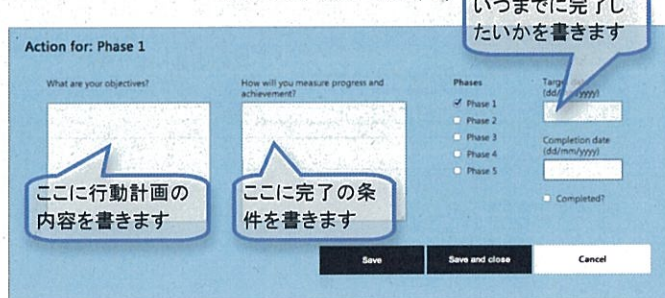 いつまでに完了し
たいかを書きます
Action for: Phase 1
What are your objectives?
How will you measure progress and
achievement?
Phases
Phase 1
Phase 2
Phase 3
Phase 4
Phase 5
Completion date
(dd/mm/yyyy)
Completed?
ここに行動計画の
内容を書きます
ここに完了の条
件を書きます
Save
Save and close
Cancel